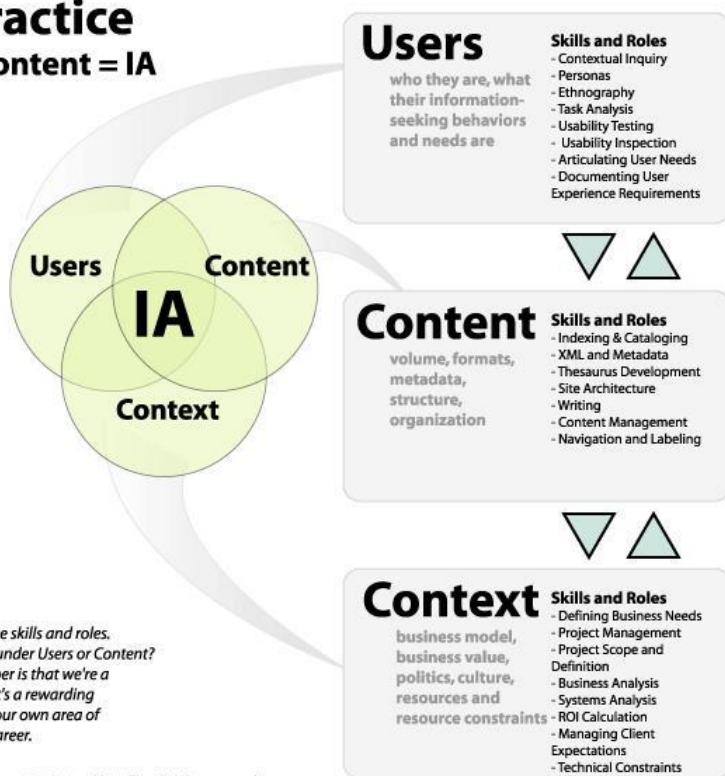 ractice
ontent = IA
Users
who they are, what
their information-
seeking behaviors
and needs are
Skills and Roles
- Contextual Inquiry
- Personas
- Ethnography
- Task Analysis
- Usability Testing
- Usability Inspection
- Articulating User Needs
- Documenting User
Experience Requirements
Users
Content
IA
Context
Content
volume, formats,
metadata,
structure,
organization
Skills and Roles
- Indexing & Cataloging
- XML and Metadata
- Thesaurus Development
- Site Architecture
- Writing
- Content Management
- Navigation and Labeling
Context
business model,
business value,
politics, culture,
resources and
resource constraints
Skills and Roles
- Defining Business Needs
- Project Management
- Project Scope and
Definition
- Business Analysis
- Systems Analysis
- ROI Calculation
- Managing Client
Expectations
- Technical Constraints
e skills and roles.
under Users or Content?
er is that we're a
's a rewarding
our own area of
areer.